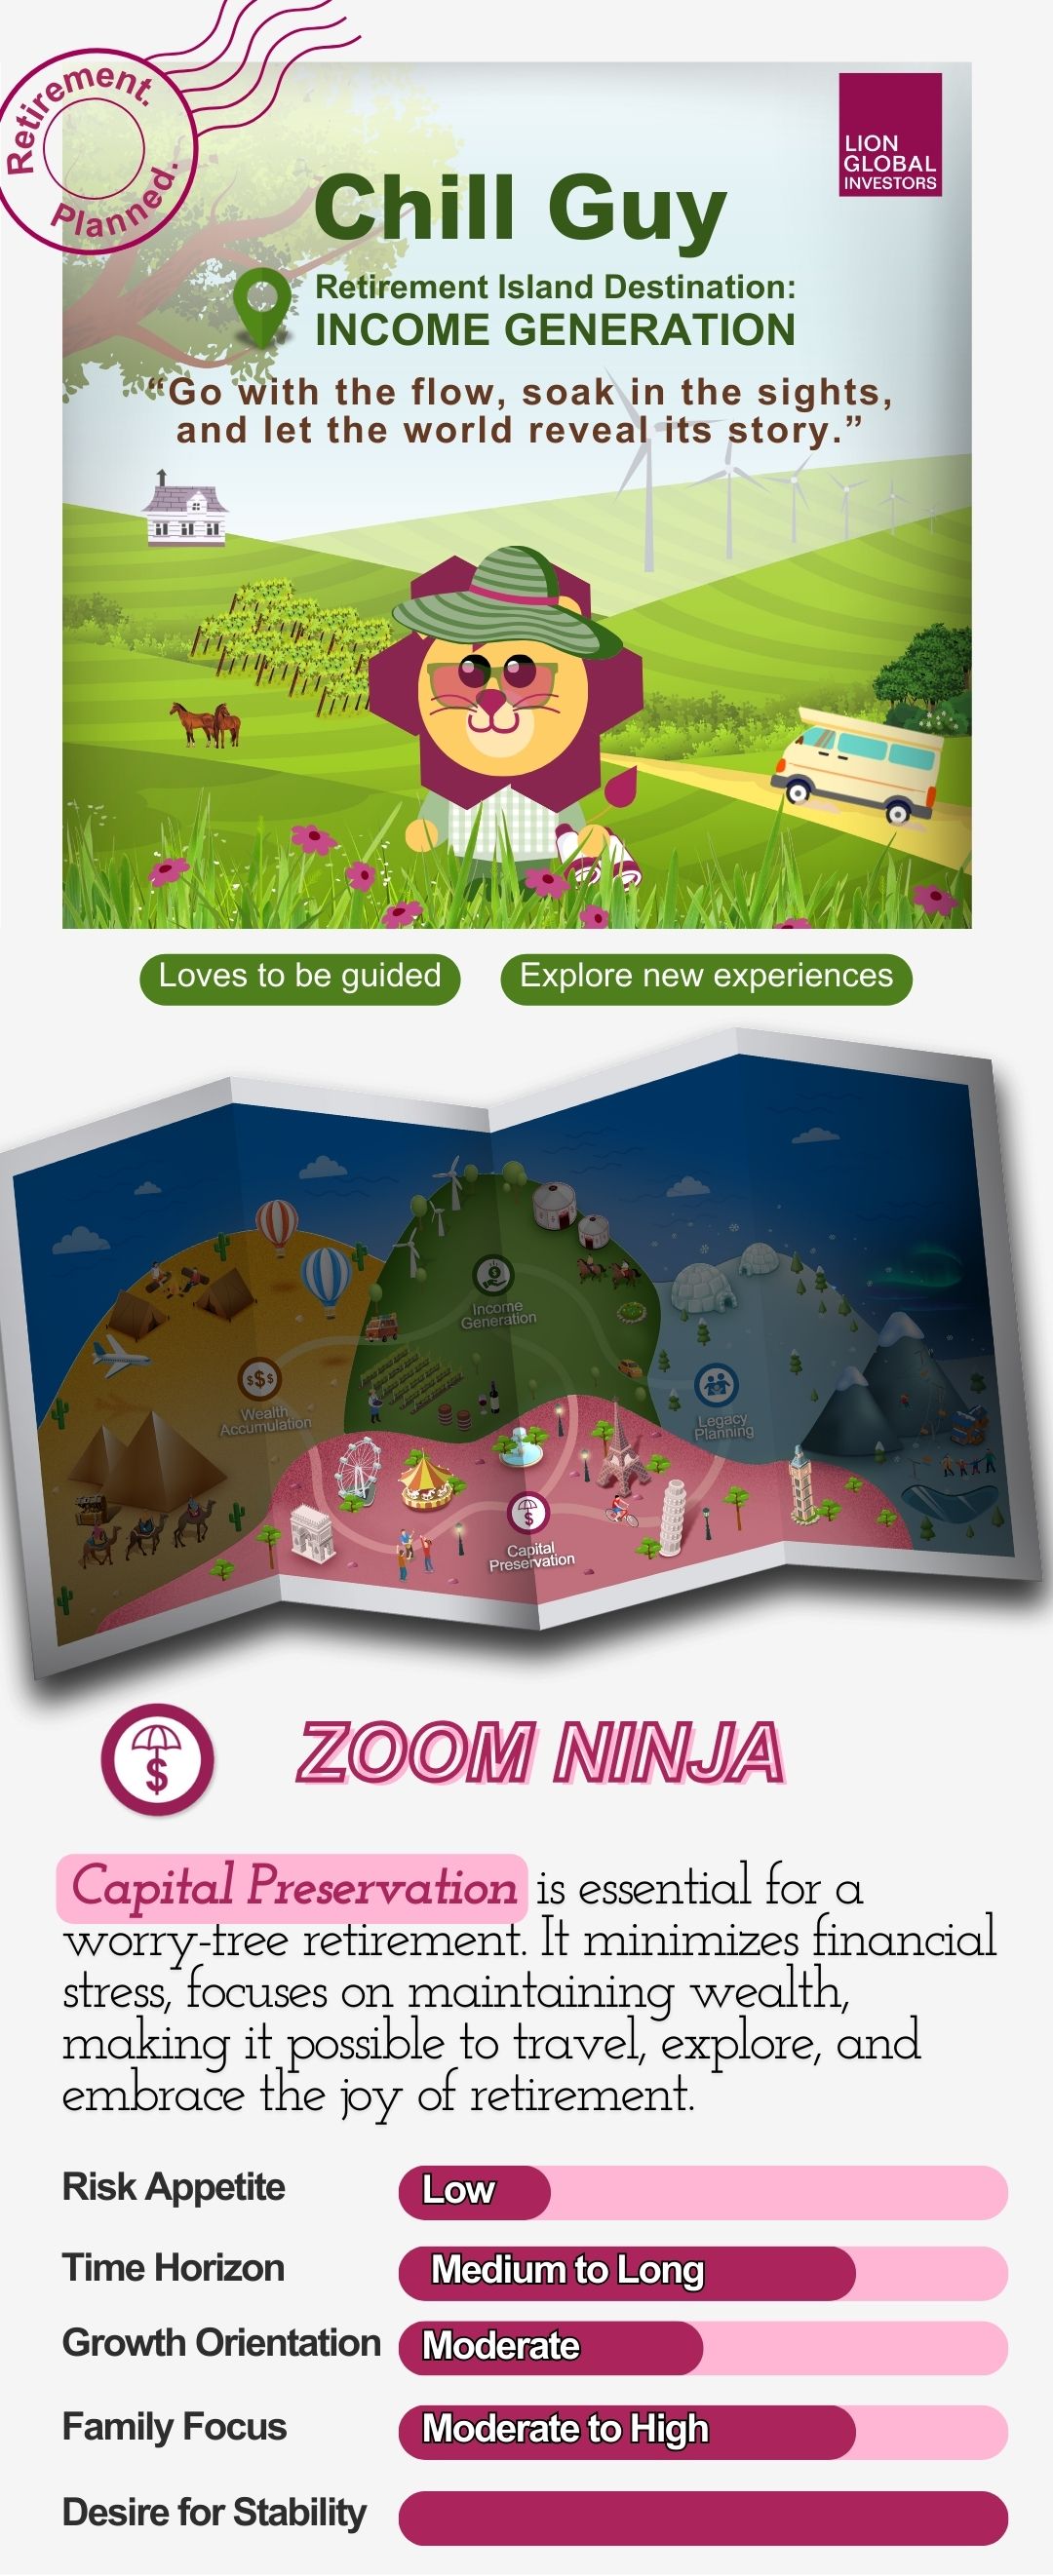 Retirement.
Planned.
LION
GLOBAL
INVESTORS
Chill Guy
Retirement Island Destination:
INCOME GENERATION
“Go with the flow, soak in the sights,
and let the world reveal its story.”
Loves to be guided
Explore new experiences
$
Income
Generation
$$$
Wealth
Accumulation
Legacy
Planning
$
Capital
Preservation
$
ZOOM NINJA
Capital Preservation is essential for a
worry-free retirement. It minimizes financial
stress, focuses on maintaining wealth,
making it possible to travel, explore, and
embrace the joy of retirement.
Risk Appetite
Low
Time Horizon
Medium to Long
Growth Orientation
Moderate
Family Focus
Moderate to High
Desire for Stability